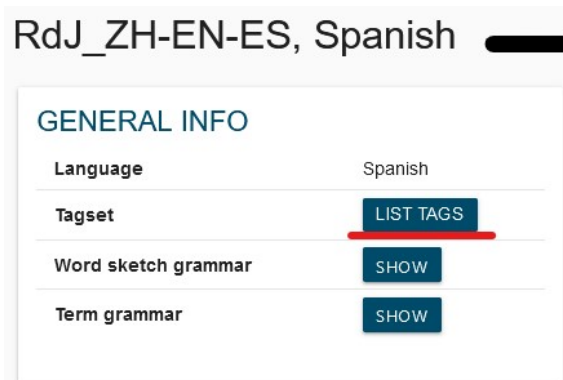 RdJ_ZH-EN-ES, Spanish
GENERAL INFO
Language Spanish
Tagset LIST TAGS
Word sketch grammar SHOW
Term grammar SHOW